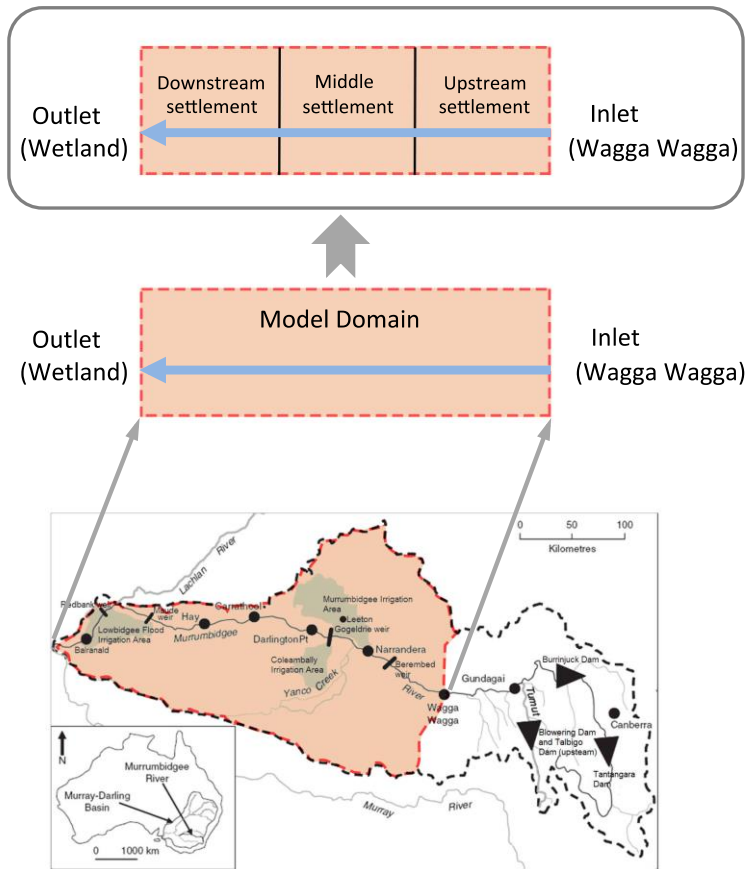 Downstream
settlement
Middle
settlement
Upstream
settlement
Outlet
(Wetland)
Inlet
(Wagga Wagga)
Model Domain
Outlet
(Wetland)
Inlet
(Wagga Wagga)
0 50 100
Kilometres
Lachlan River
Redbank weir
Maude
weir
Hay
Carrathool
Murrumbidgee Irrigation
Area
Leeton
Gogeldrie weir
Lowbidgee Flood
Irrigation Area
Balranald
Murrumbidgee
Darlington Pt
Narrandera
Coleambally
Irrigation Area
Berembed
weir
Yanco Creek
River
Wagga
Wagga
Gundagai
Tumut
Burrinjuck Dam
Canberra
Blowering Dam
and Talbigo
Dam (upsteam)
Tantangara
Dam
Murray River
N
Murrumbidgee
River
Murray-Darling
Basin
0 1000 km